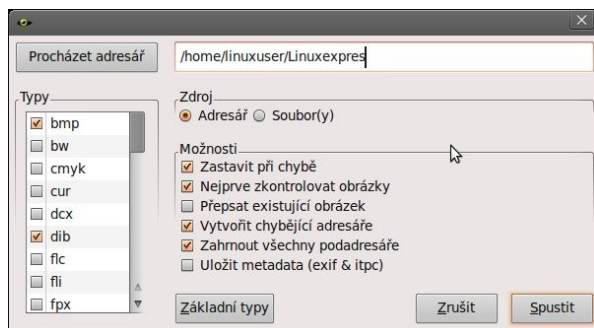 Procházet adresář
/home/linuxuser/Linuxexpres
Typy
bmp
bw
cmyk
cur
dcx
dib
flc
fli
fpx
Zdroj
Adresář
Soubor(y)
Možnosti
Zastavit při chybě
Nejprve zkontrolovat obrázky
Přepsat existující obrázek
Vytvořit chybějící adresáře
Zahrnout všechny podadresáře
Uložit metadata (exif & itpc)
Základní typy
Zrušit
Spustit